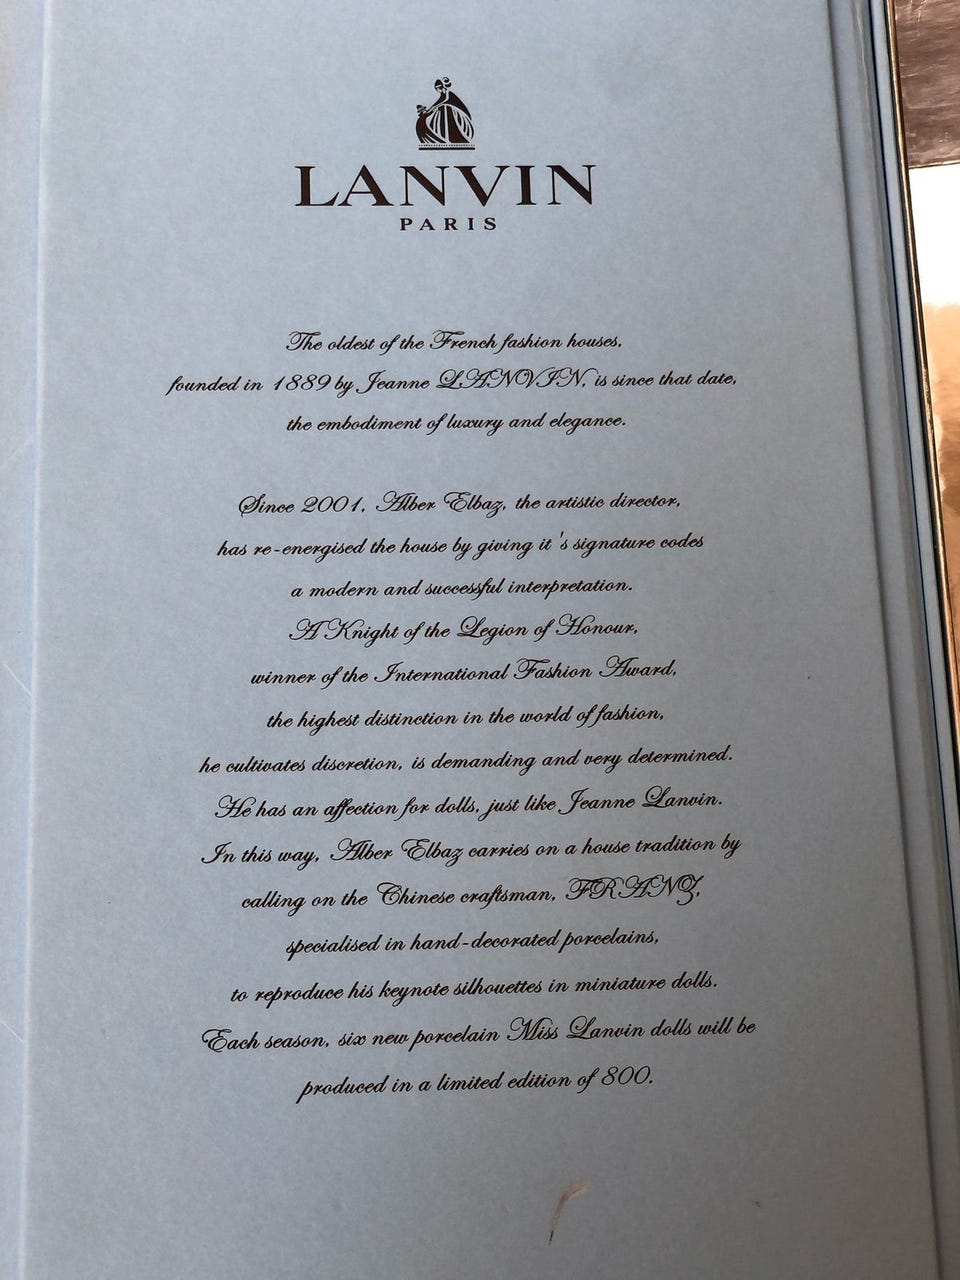 LANVIN
PARIS
The oldest of the French fashion houses,
founded in 1889 by Jeanne LANVIN, is since that date,
the embodiment of luxury and elegance.
Since 2001, Alber Elbaz, the artistic director,
has re-energised the house by giving it's signature codes
a modern and successful interpretation.
A Knight of the Legion of Honour,
winner of the International Fashion Award,
the highest distinction in the world of fashion,
he cultivates discretion, is demanding and very determined.
He has an affection for dolls, just like Jeanne Lanvin.
In this way, Alber Elbaz carries on a house tradition by
calling on the Chinese craftsman, FRANZ,
specialised in hand-decorated porcelains,
to reproduce his keynote silhouettes in miniature dolls.
Each season, six new porcelain Miss Lanvin dolls will be
produced in a limited edition of 800.